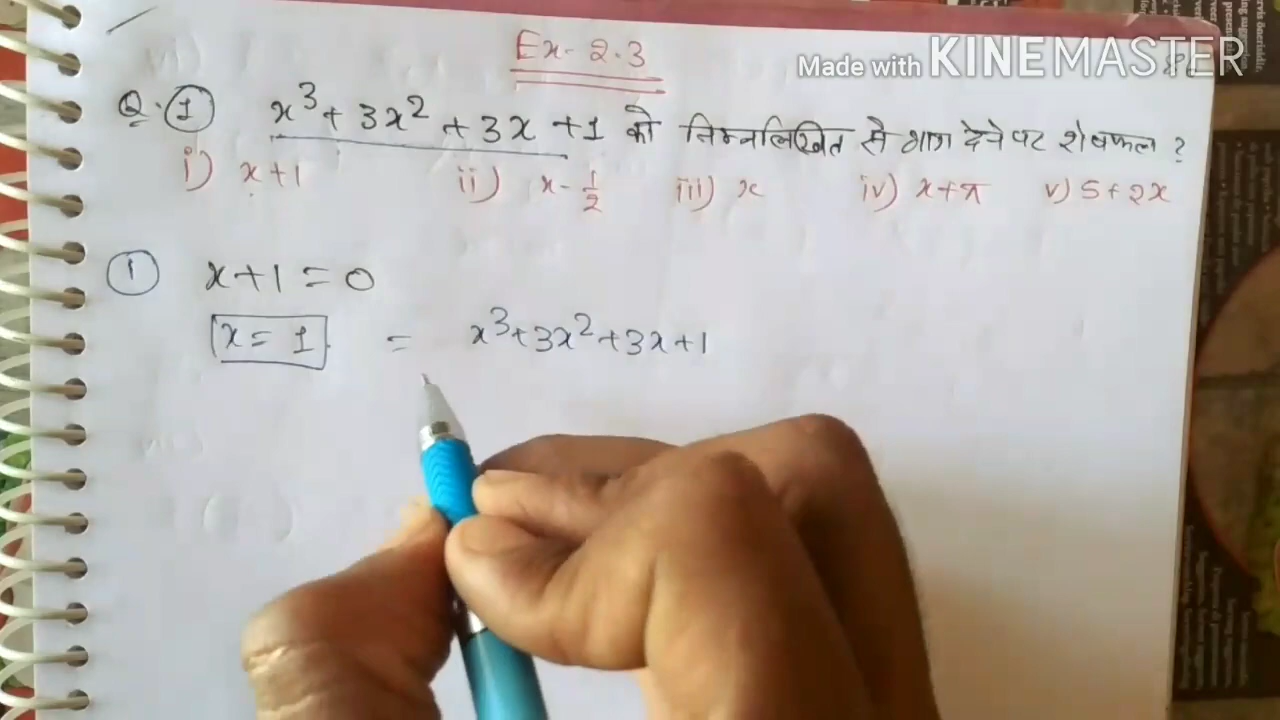 Ex-2.3
Made with KINEMASTER
Q.① x³+3x²+3x+1 को निम्नलिखित से भाग देने पर शेषफल ?
i) x+1 ii) x-1/2 iii) x iv) x+π v) 5+2x
① x+1=0
x= 1 = x³+3x²+3x+1